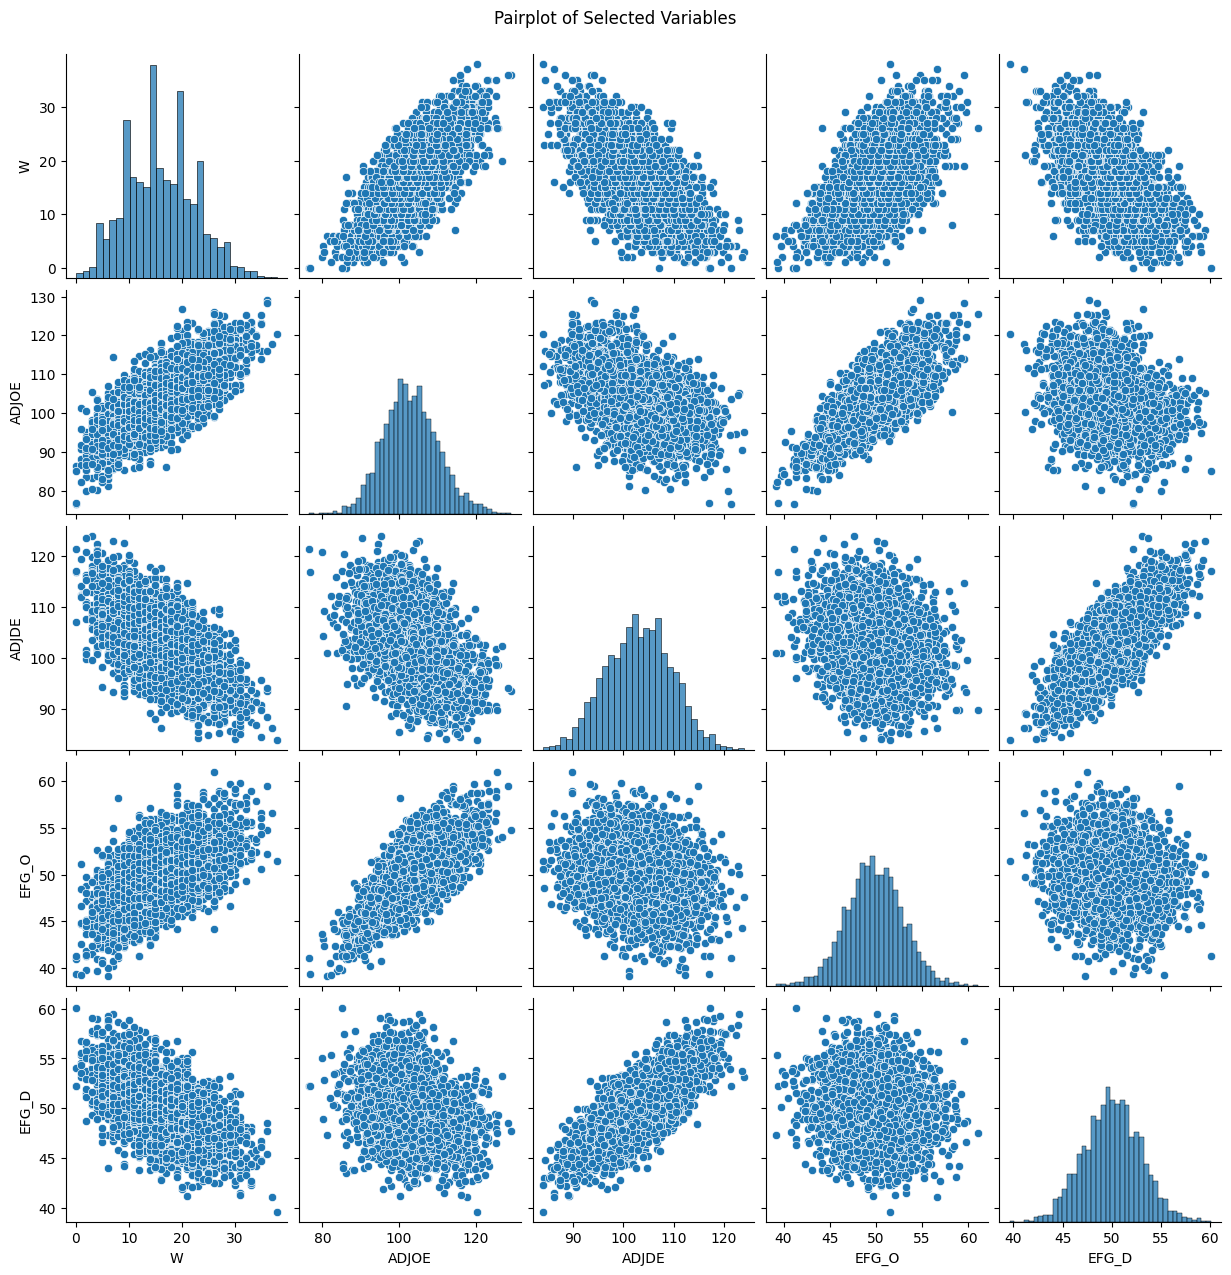 Pairplot of Selected Variables
W
30
20
10
0
ADJOE
130
120
110
100
90
80
ADJDE
120
110
100
90
EFG_O
60
55
50
45
40
EFG_D
60
55
50
45
40
0 10 20 30
80 100 120
90 100 110 120
40 45 50 55 60
40 45 50 55 60
W ADJOE ADJDE EFG_O EFG_D